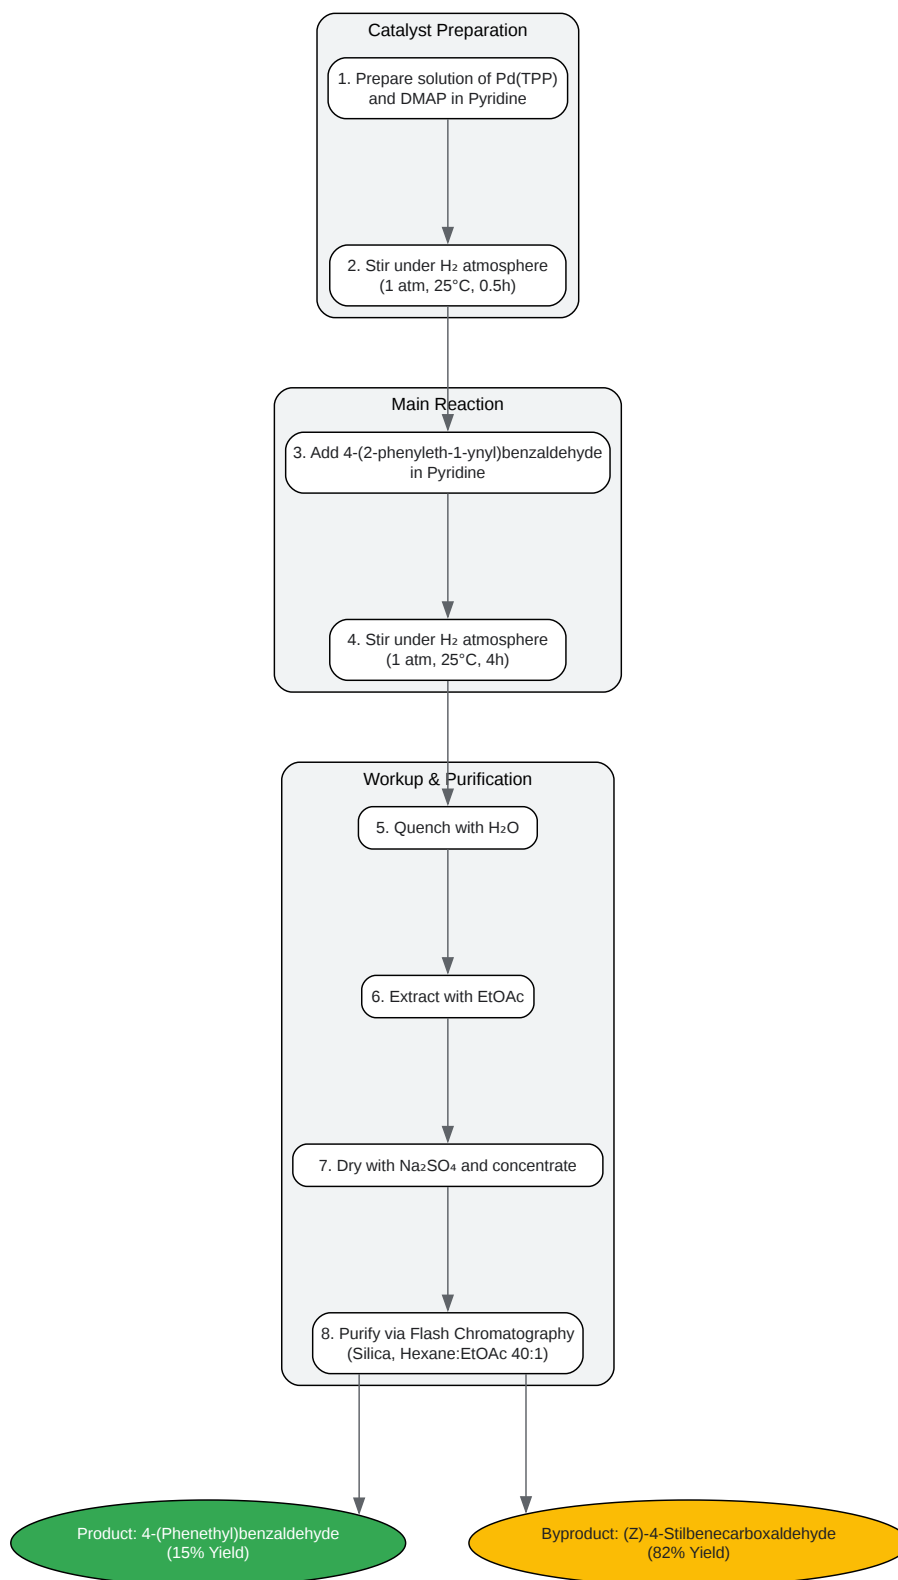 Catalyst Preparation
1. Prepare solution of Pd(TPP)
and DMAP in Pyridine
2. Stir under H₂ atmosphere
(1 atm, 25°C, 0.5h)
Main Reaction
3. Add 4-(2-phenyleth-1-ynyl)benzaldehyde
in Pyridine
4. Stir under H₂ atmosphere
(1 atm, 25°C, 4h)
Workup & Purification
5. Quench with H₂O
6. Extract with EtOAc
7. Dry with Na₂SO₄ and concentrate
8. Purify via Flash Chromatography
(Silica, Hexane:EtOAc 40:1)
Product: 4-(Phenethyl)benzaldehyde
(15% Yield)
Byproduct: (Z)-4-Stilbenecarboxaldehyde
(82% Yield)